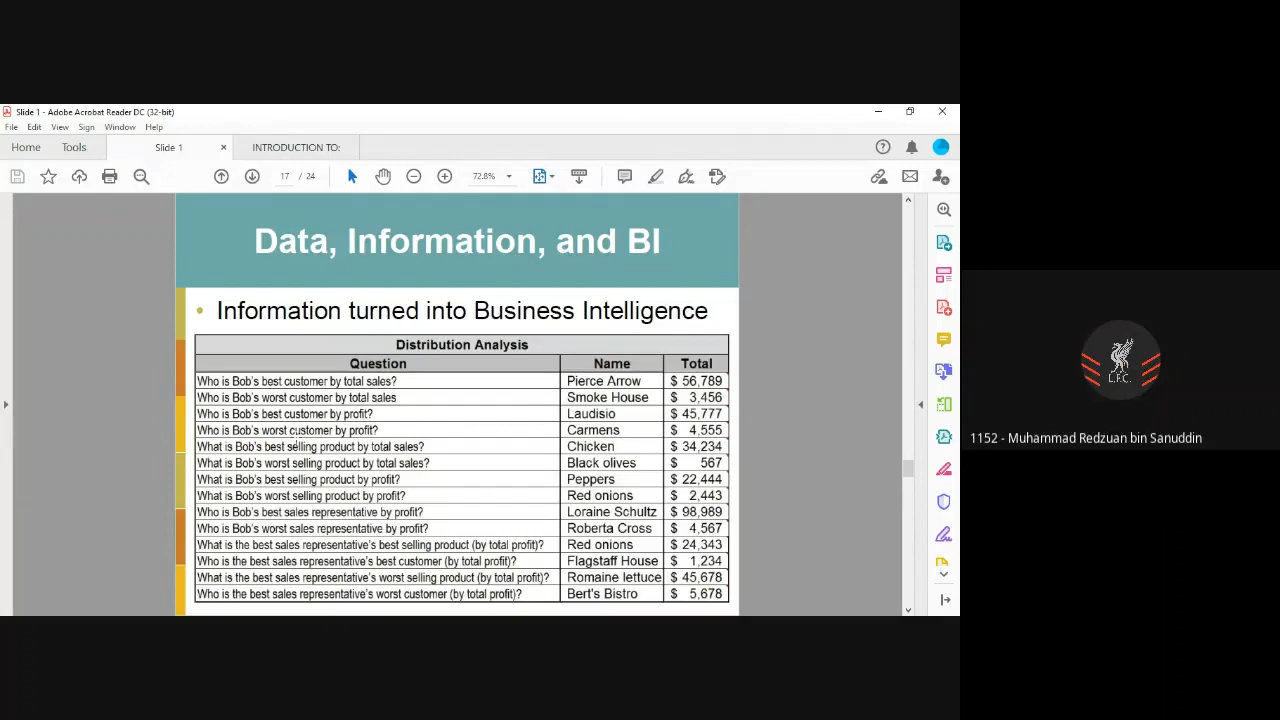 Slide 1 - Adobe Acrobat Reader DC (32-bit)
File Edit View Sign Window Help
Home Tools Slide 1 × INTRODUCTION TO:
17 / 24 72.8%
Data, Information, and BI
• Information turned into Business Intelligence
Distribution Analysis
Question Name Total
Who is Bob's best customer by total sales? Pierce Arrow $ 56,789
Who is Bob's worst customer by total sales Smoke House $ 3,456
Who is Bob's best customer by profit? Laudisio $ 45,777
Who is Bob's worst customer by profit? Carmens $ 4,555
What is Bob's best selling product by total sales? Chicken $ 34,234
What is Bob's worst selling product by total sales? Black olives $ 567
What is Bob's best selling product by profit? Peppers $ 22,444
What is Bob's worst selling product by profit? Red onions $ 2,443
Who is Bob's best sales representative by profit? Loraine Schultz $ 98,989
Who is Bob's worst sales representative by profit? Roberta Cross $ 4,567
What is the best sales representative's best selling product (by total profit)? Red onions $ 24,343
Who is the best sales representative's best customer (by total profit)? Flagstaff House $ 1,234
What is the best sales representative's worst selling product (by total profit)? Romaine lettuce $ 45,678
Who is the best sales representative's worst customer (by total profit)? Bert's Bistro $ 5,678
L.F.C.
1152 - Muhammad Redzuan bin Sanuddin